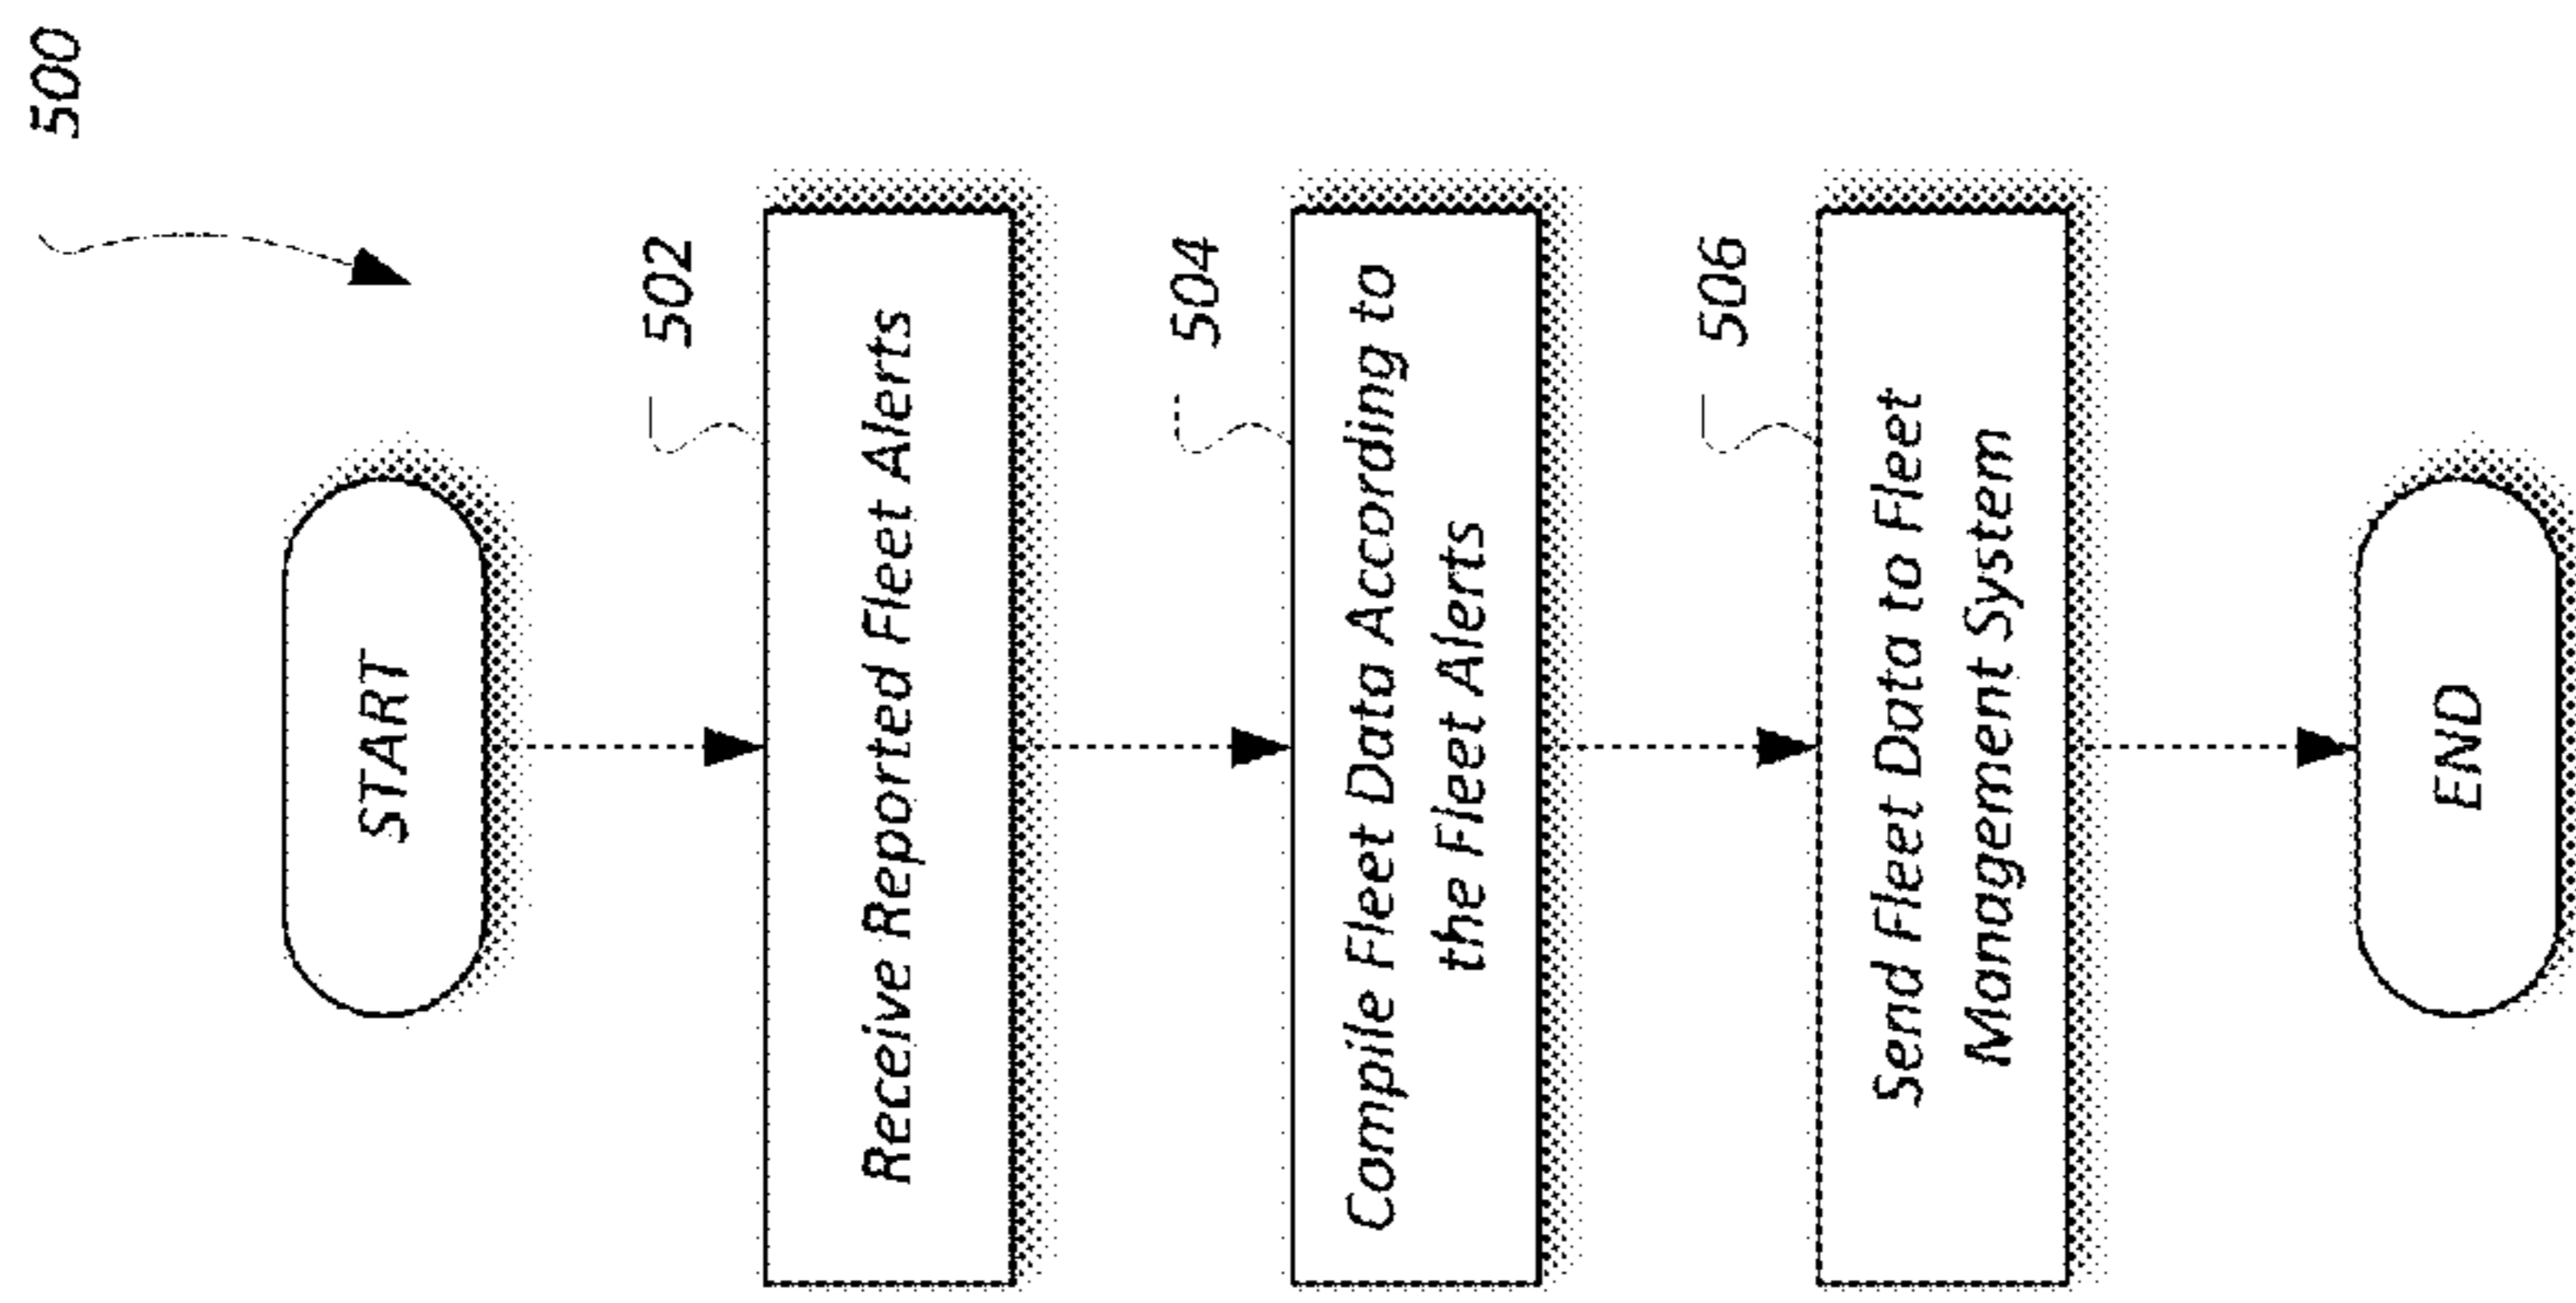 500
START
502
Receive Reported Fleet Alerts
504
Compile Fleet Data According to
the Fleet Alerts
506
Send Fleet Data to Fleet
Management System
END